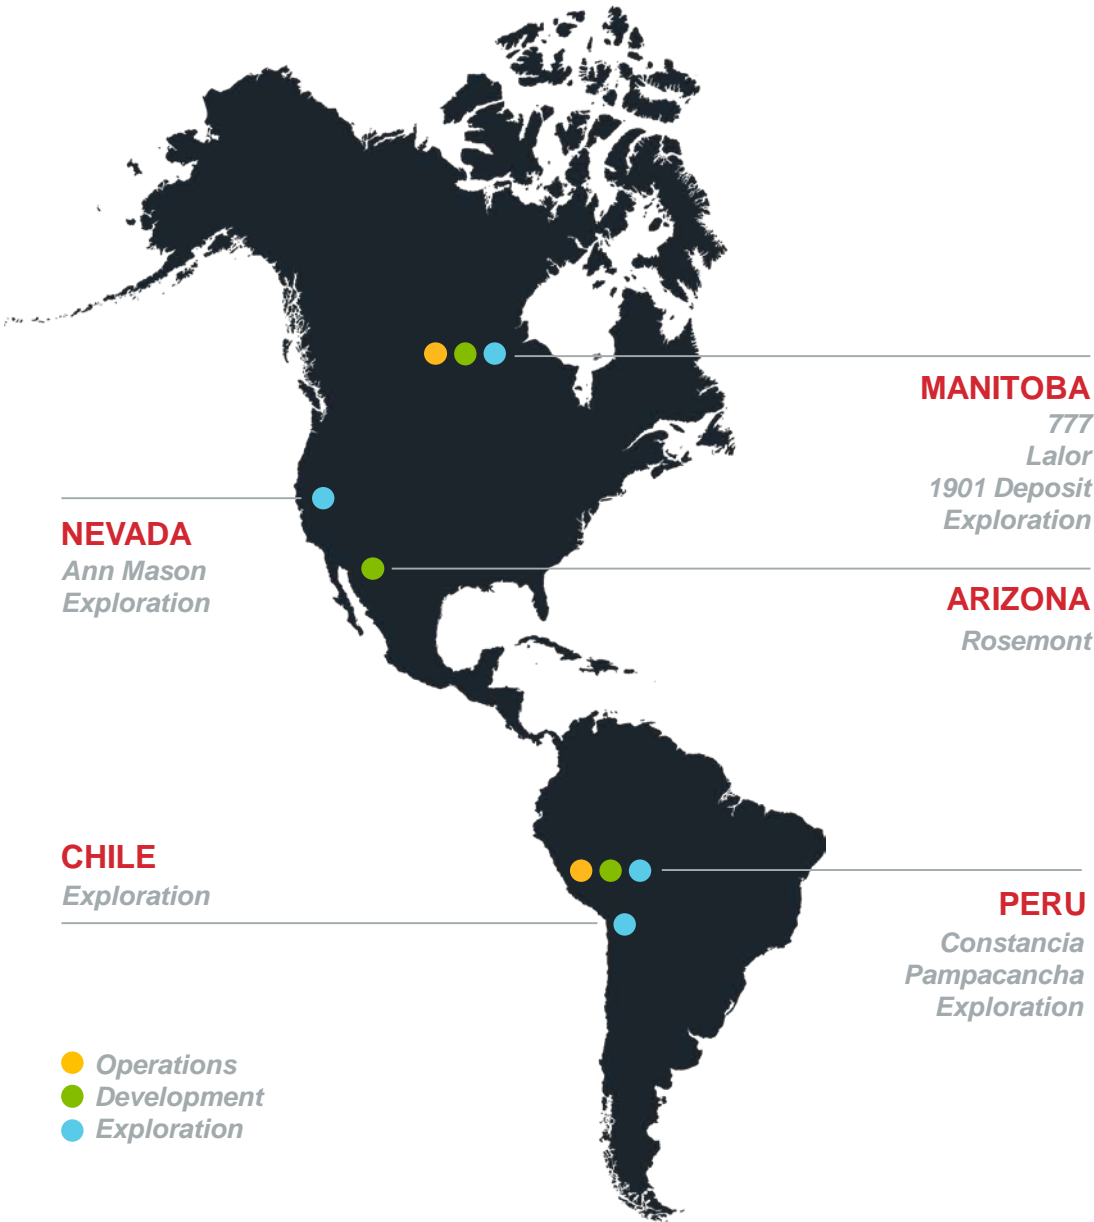 MANITOBA
777
Lalor
1901 Deposit
Exploration
NEVADA
Ann Mason
Exploration
ARIZONA
Rosemont
CHILE
Exploration
PERU
Constancia
Pampacancha
Exploration
Operations
Development
Exploration